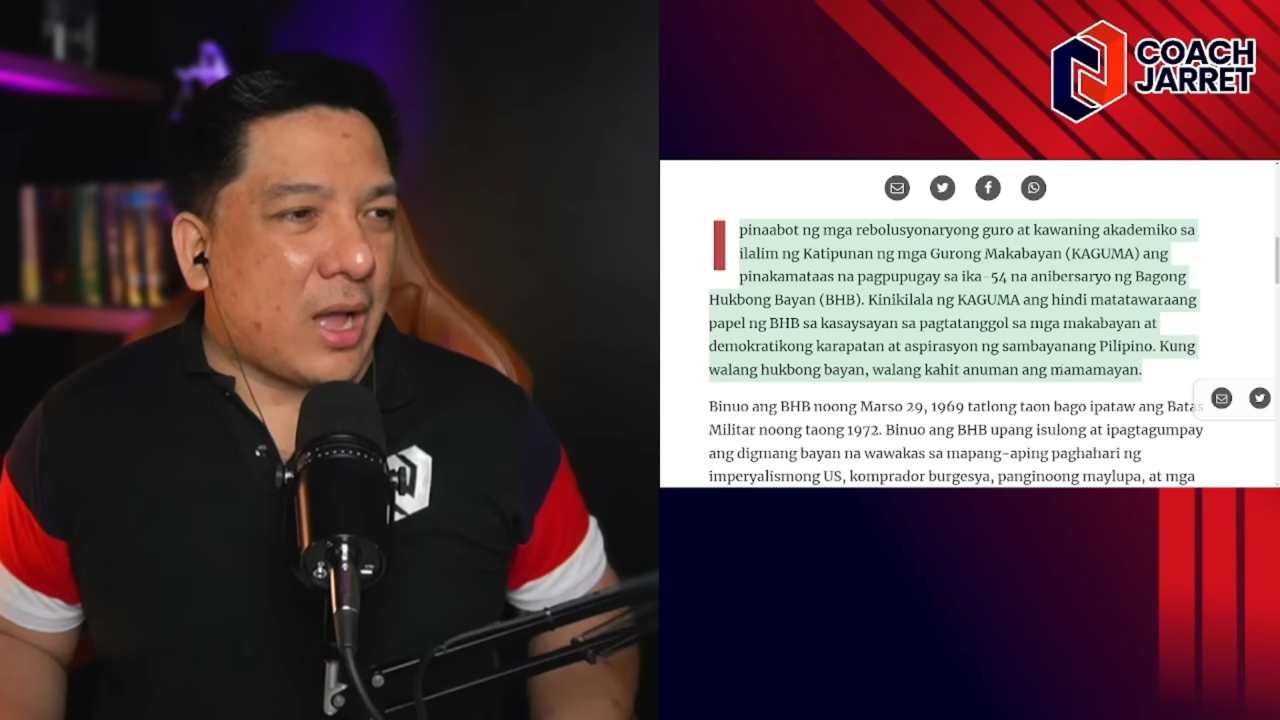 COACH
JARRET
I
pinaabot ng mga rebolusyonaryong guro at kawaning akademiko sa
ilalim ng Katipunan ng mga Gurong Makabayan (KAGUMA) ang
pinakamataas na pagpupugay sa ika-54 na anibersaryo ng Bagong
Hukbong Bayan (BHB). Kinikilala ng KAGUMA ang hindi matatawaraang
papel ng BHB sa kasaysayan sa pagtatanggol sa mga makabayan at
demokratikong karapatan at aspirasyon ng sambayanang Pilipino. Kung
walang hukbong bayan, walang kahit anuman ang mamamayan.
Binuo ang BHB noong Marso 29, 1969 tatlong taon bago ipataw ang Batas
Militar noong taong 1972. Binuo ang BHB upang isulong at ipagtagumpay
ang digmang bayan na wawakas sa mapang-aping paghahari ng
imperyalismong US, komprador burgesya, panginoong maylupa, at mga